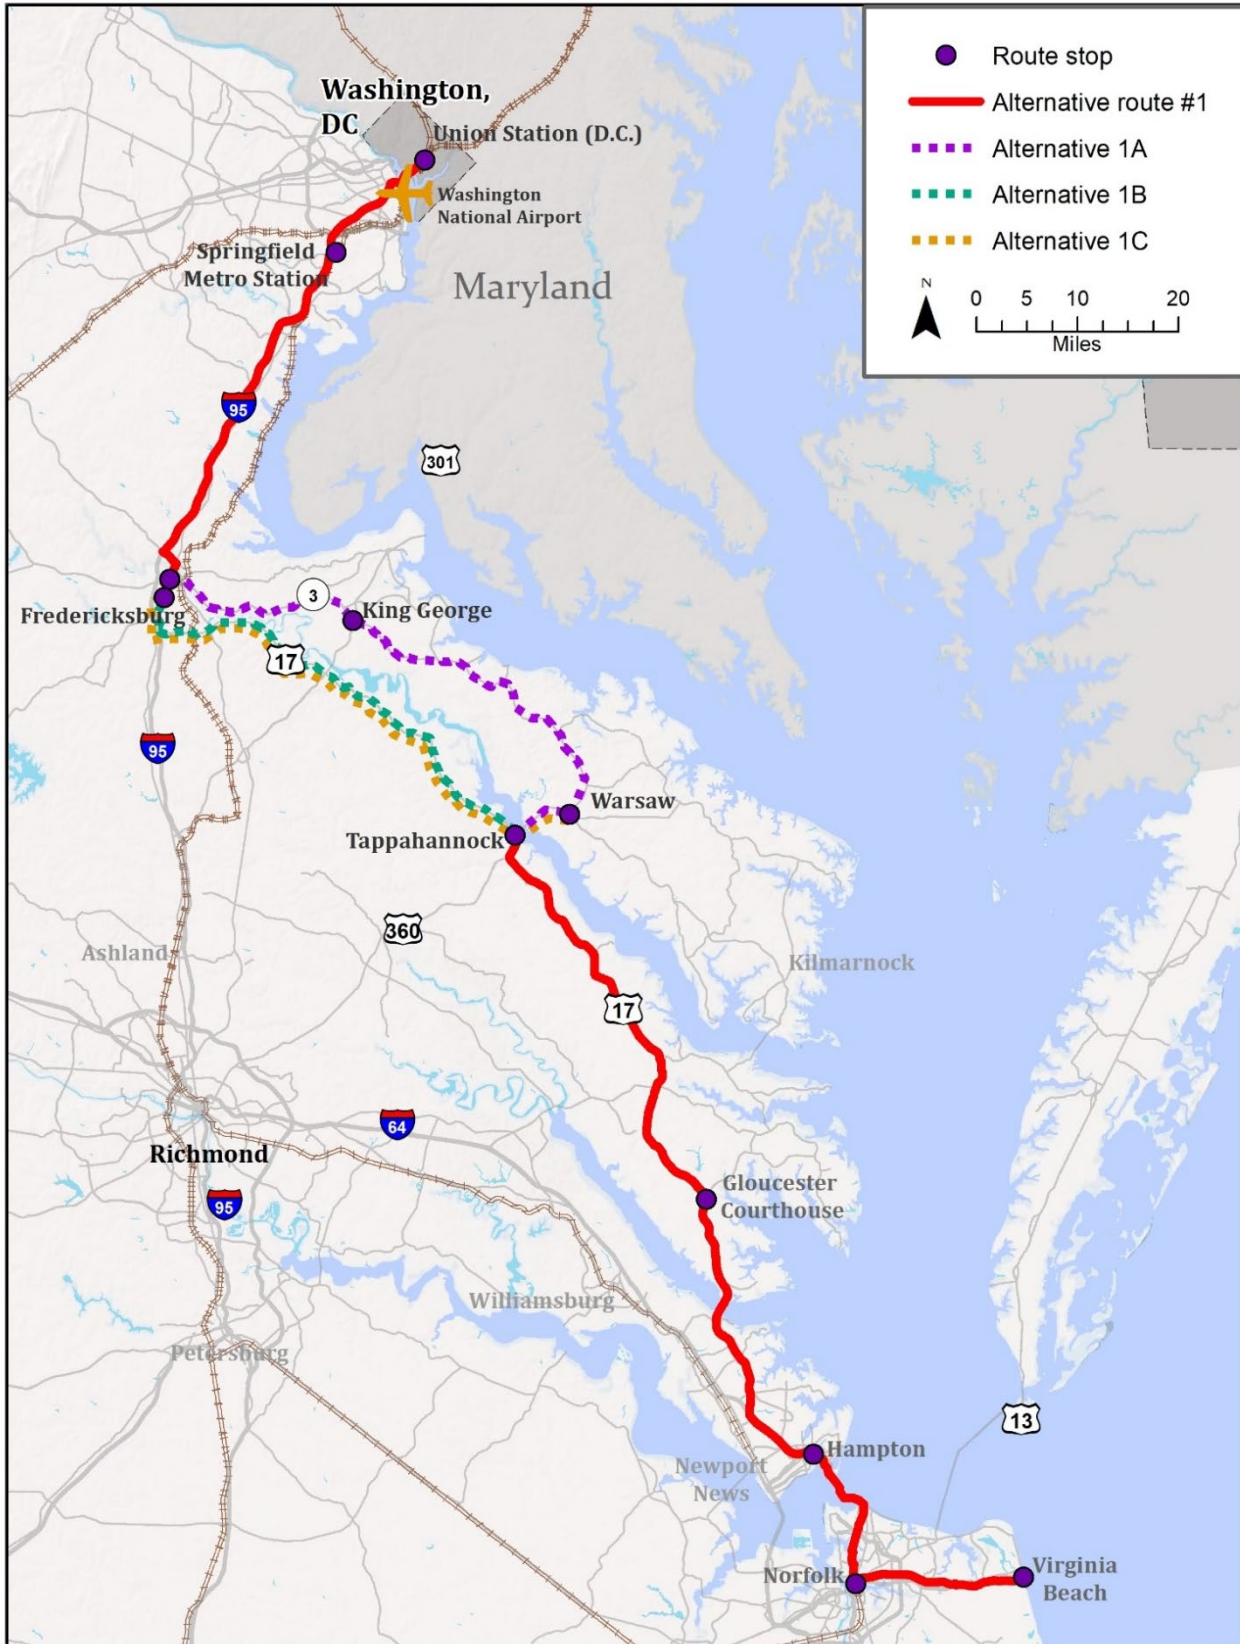 Route stop
Alternative route #1
Alternative 1A
Alternative 1B
Alternative 1C
N
0 5 10 20
Miles
Washington,
DC
Union Station (D.C.)
Washington
National Airport
Springfield
Metro Station
Maryland
95
301
Fredericksburg
3
King George
17
95
Warsaw
Tappahannock
360
Ashland
Kilmarnock
17
64
Richmond
95
Gloucester
Courthouse
Williamsburg
Petersburg
13
Hampton
Newport
News
Norfolk
Virginia
Beach